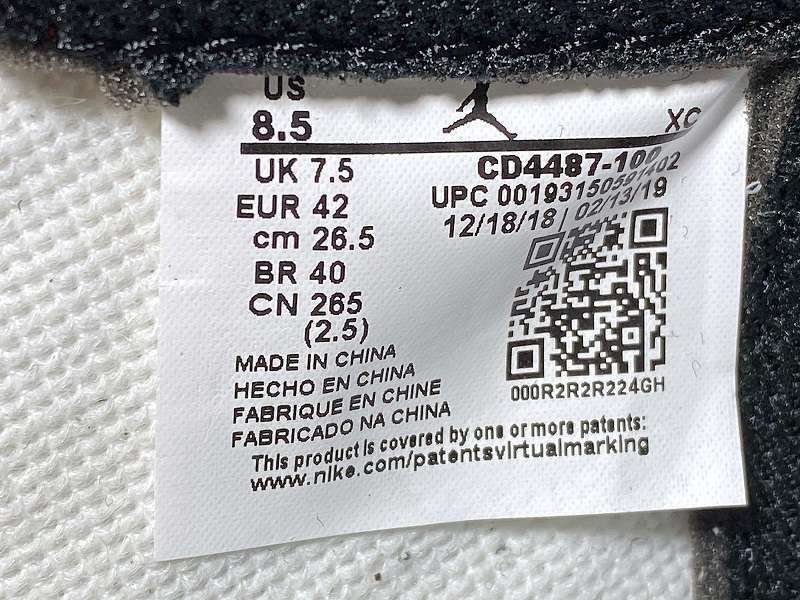 US
8.5
XC
UK 7.5
CD4487-100
EUR 42
UPC 00193150591402
cm 26.5
12/18/18 | 02/13/19
BR 40
CN 265
(2.5)
MADE IN CHINA
HECHO EN CHINA
FABRIQUE EN CHINE
FABRICADO NA CHINA
000R2R2R224GH
This product is covered by one or more patents:
www.nike.com/patentsvirtualmarking